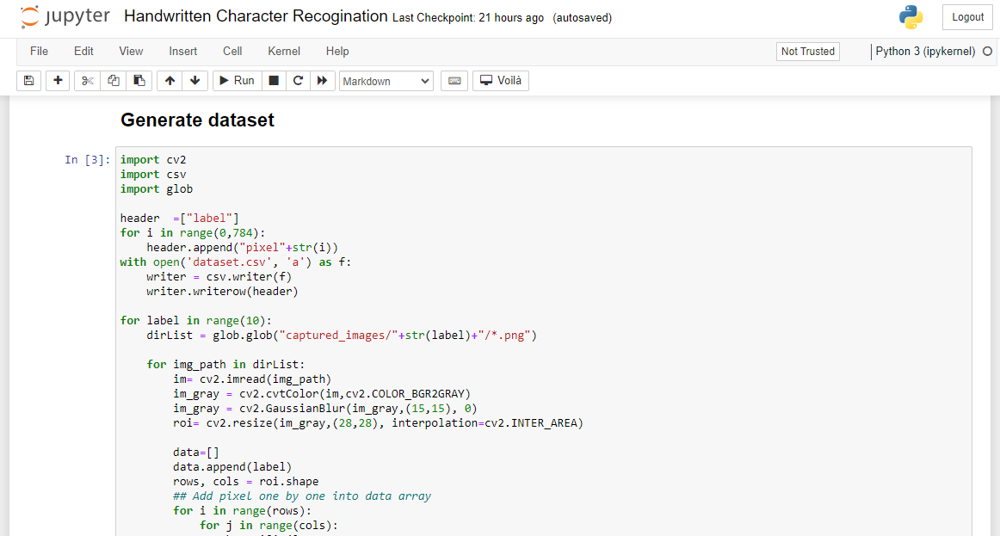 jupyter Handwritten Character Recogination Last Checkpoint: 21 hours ago (autosaved)
Logout
File Edit View Insert Cell Kernel Help
Not Trusted
Python 3 (ipykernel)
Run
Markdown
Voilà
Generate dataset
In [3]:
import cv2
import csv
import glob
header  =["label"]
for i in range(0,784):
    header.append("pixel"+str(i))
with open('dataset.csv', 'a') as f:
    writer = csv.writer(f)
    writer.writerow(header)
for label in range(10):
    dirList = glob.glob("captured_images/"+str(label)+"/*.png")
    for img_path in dirList:
        im= cv2.imread(img_path)
        im_gray = cv2.cvtColor(im,cv2.COLOR_BGR2GRAY)
        im_gray = cv2.GaussianBlur(im_gray,(15,15), 0)
        roi= cv2.resize(im_gray,(28,28), interpolation=cv2.INTER_AREA)
        data=[]
        data.append(label)
        rows, cols = roi.shape
        ## Add pixel one by one into data array
        for i in range(rows):
            for j in range(cols):